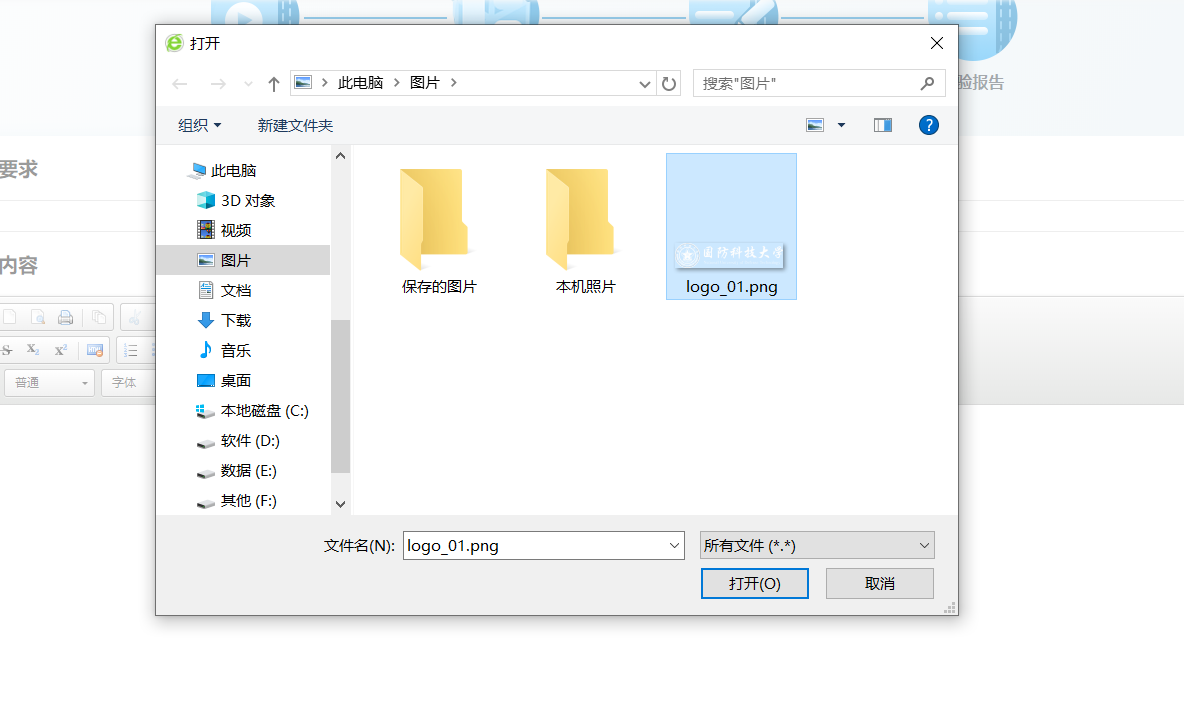 打开
此电脑 图片
搜索"图片"
验报告
组织 新建文件夹
要求
内容
此电脑
3D 对象
视频
图片
文档
下载
音乐
桌面
本地磁盘 (C:)
软件 (D:)
数据 (E:)
其他 (F:)
保存的图片
本机照片
国防科技大学
logo_01.png
普通
字体
文件名(N):
logo_01.png
所有文件 (*.*)
打开(O)
取消